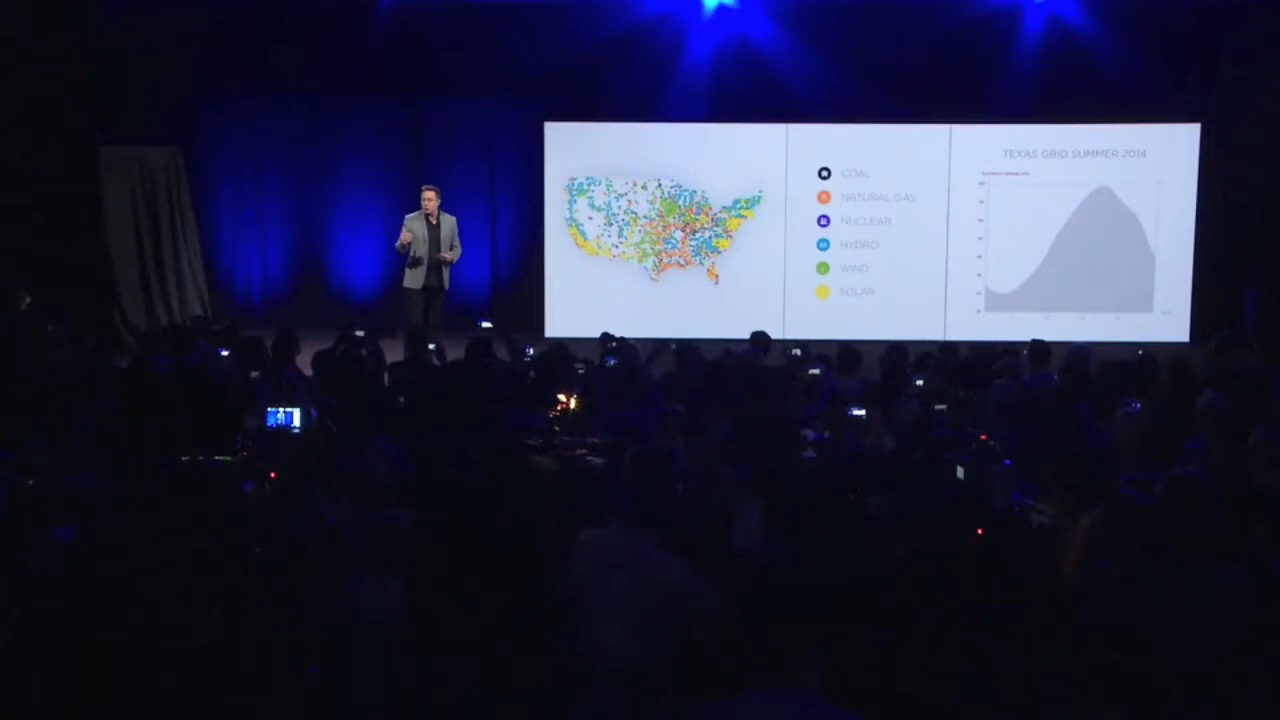 COAL
NATURAL GAS
NUCLEAR
HYDRO
WIND
SOLAR
TEXAS GRID SUMMER 2014